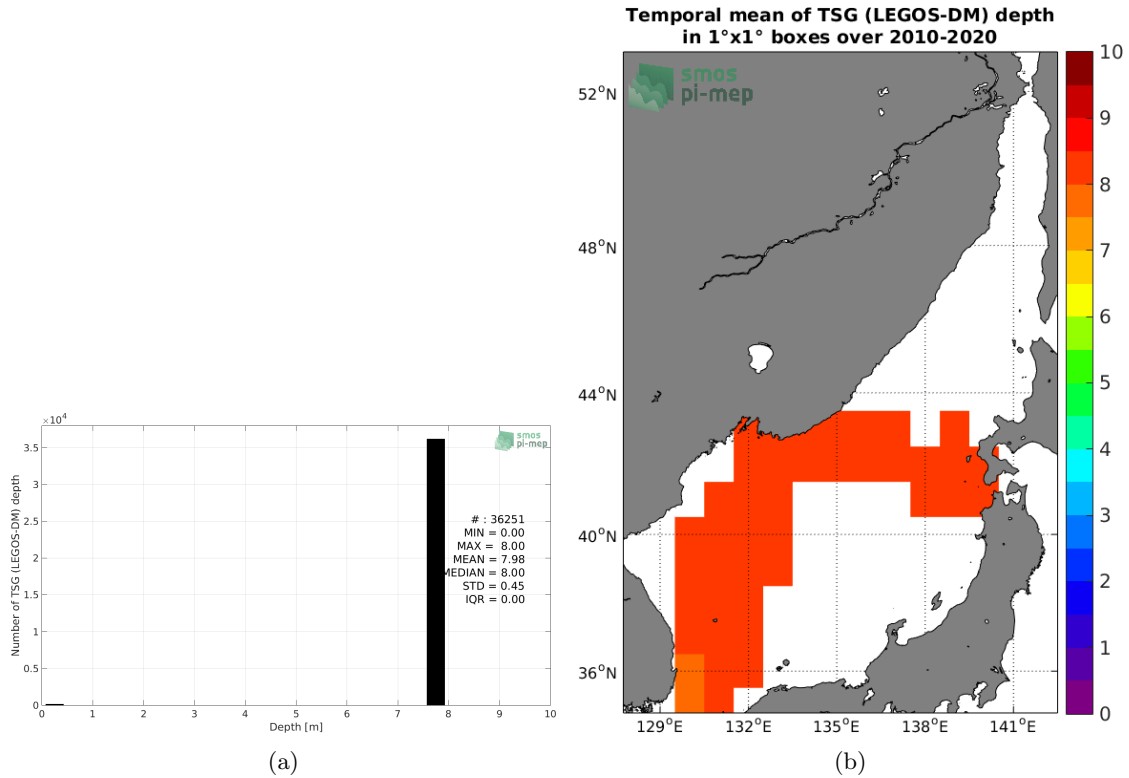 ×10⁴
3.5
3
2.5
2
1.5
1
0.5
0
Number of TSG (LEGOS-DM) depth
smos
pi-mep
# : 36251
MIN = 0.00
MAX = 8.00
MEAN = 7.98
MEDIAN = 8.00
STD = 0.45
IQR = 0.00
0 1 2 3 4 5 6 7 8 9 10
Depth [m]
(a)
Temporal mean of TSG (LEGOS-DM) depth
in 1°x1° boxes over 2010-2020
smos
pi-mep
52°N
48°N
44°N
40°N
36°N
129°E 132°E 135°E 138°E 141°E
10
9
8
7
6
5
4
3
2
1
0
(b)